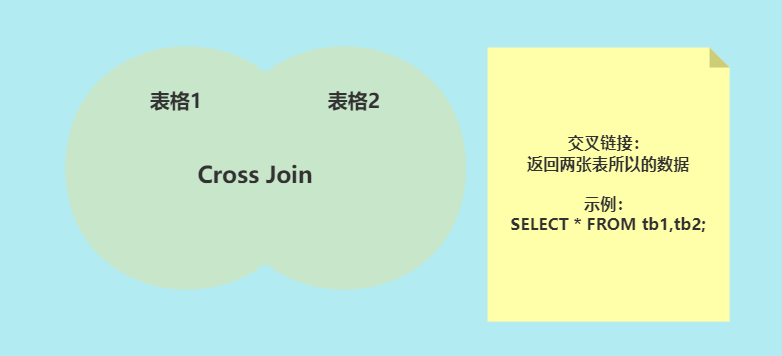 表格1
表格2
Cross Join
交叉链接：
返回两张表所以的数据
示例：
SELECT * FROM tb1,tb2;